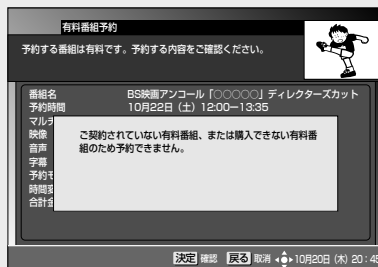 有料番組予約
予約する番組は有料です。予約する内容をご確認ください。
番組名 BS映画アンコール「○○○○○」ディレクターズカット
予約時間 10月22日（土）12:00ー13:35
マルチ
映像
音声
字幕
予約モ
時間変
合計金
ご契約されていない有料番組、または購入できない有料番
組のため予約できません。
決定 確認 戻る 取消 10月20日（木）20:45